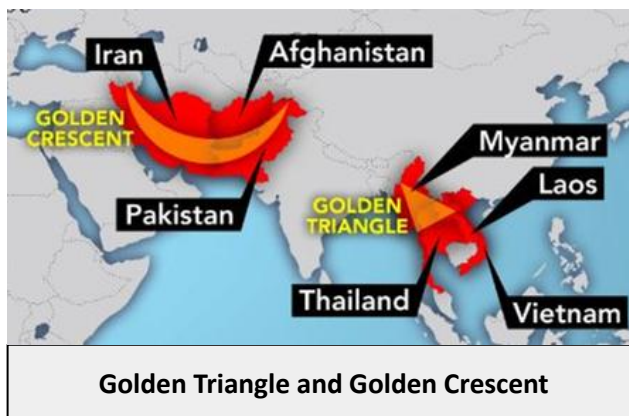 Iran
Afghanistan
GOLDEN
CRESCENT
Pakistan
Myanmar
Laos
GOLDEN
TRIANGLE
Thailand
Vietnam
Golden Triangle and Golden Crescent